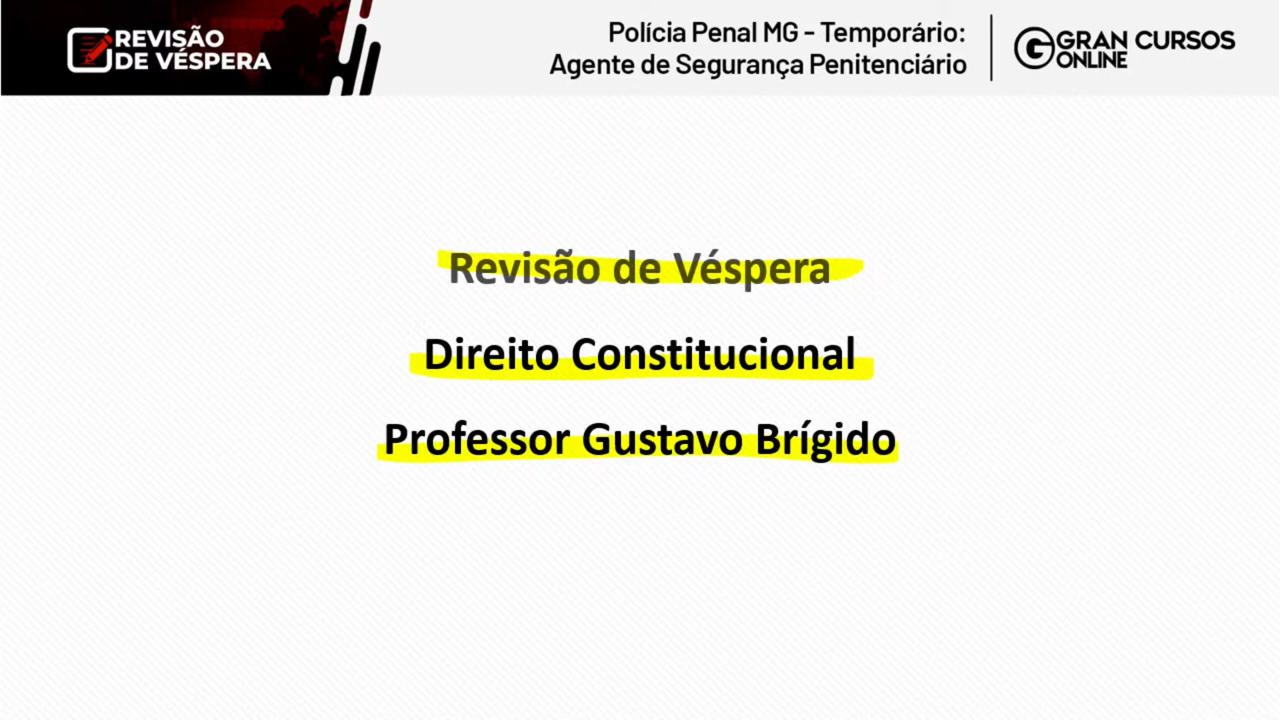 REVISÃO
DE VÉSPERA
Polícia Penal MG - Temporário:
Agente de Segurança Penitenciário
GRAN CURSOS
ONLINE
Revisão de Véspera
Direito Constitucional
Professor Gustavo Brígido